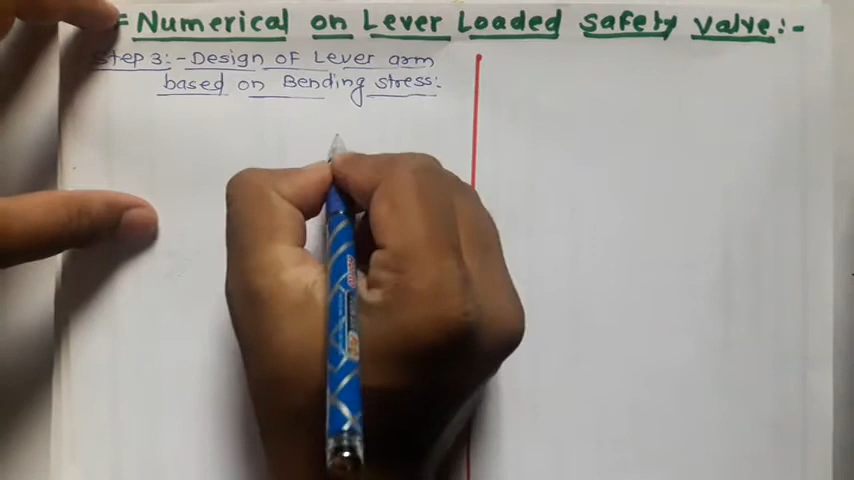 Numerical on Lever Loaded safety valve:-
Step 3:- Design of Lever arm
based on Bending stress: